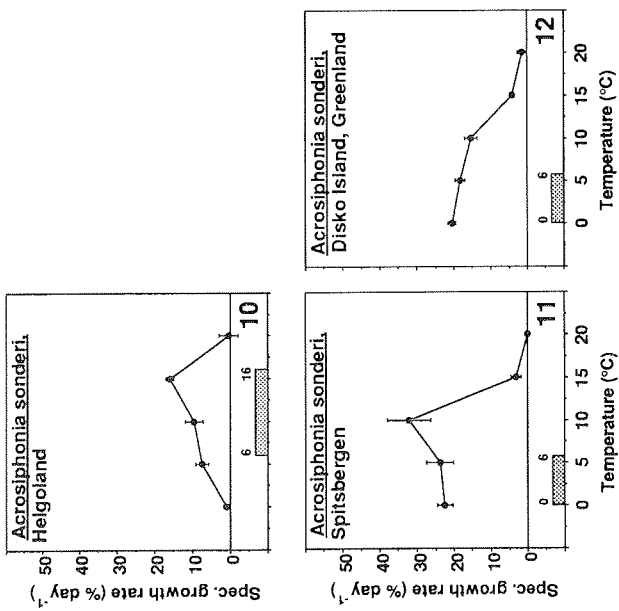 Acrosiphonia sonderi,
Helgoland
Spec. growth rate (% day⁻¹)
60
50
40
30
20
10
0
6
16
10
Acrosiphonia sonderi,
Spitsbergen
Spec. growth rate (% day⁻¹)
60
50
40
30
20
10
0
0
6
11
0 5 10 15 20
Temperature (°C)
Acrosiphonia sonderi,
Disko Island, Greenland
0
6
12
0 5 10 15 20
Temperature (°C)